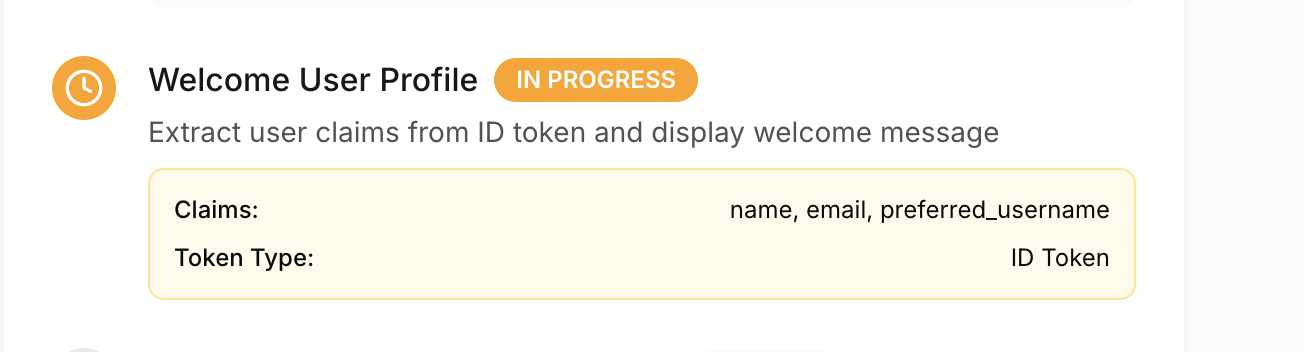 Welcome User Profile IN PROGRESS
Extract user claims from ID token and display welcome message
Claims: name, email, preferred_username
Token Type: ID Token